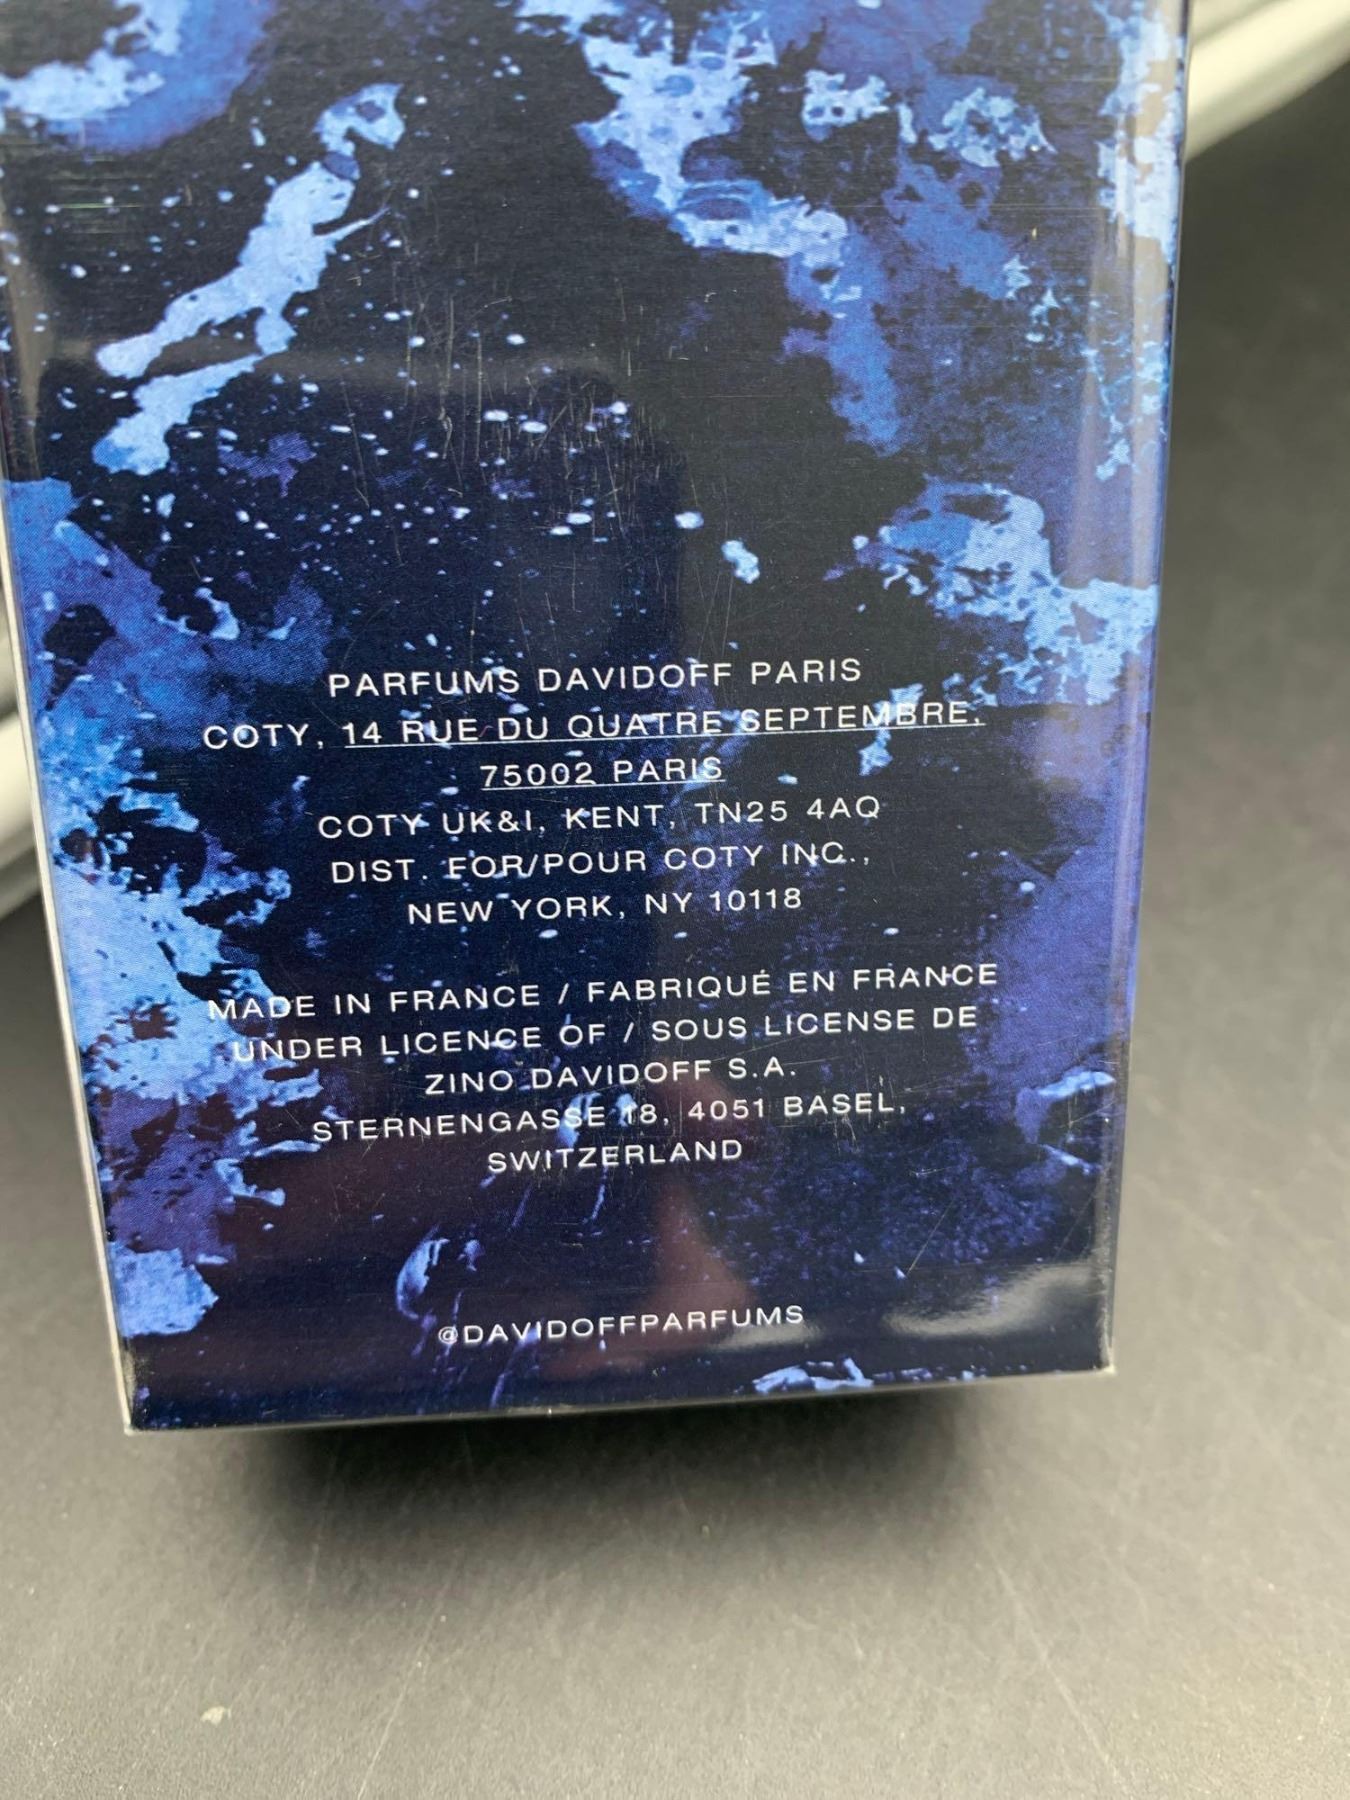 PARFUMS DAVIDOFF PARIS
COTY, 14 RUE DU QUATRE SEPTEMBRE,
75002 PARIS
COTY UK&I, KENT, TN25 4AQ
DIST. FOR/POUR COTY INC.,
NEW YORK, NY 10118
MADE IN FRANCE / FABRIQUÉ EN FRANCE
UNDER LICENCE OF / SOUS LICENSE DE
ZINO DAVIDOFF S.A.
STERNENGASSE 18, 4051 BASEL,
SWITZERLAND
@DAVIDOFFPARFUMS